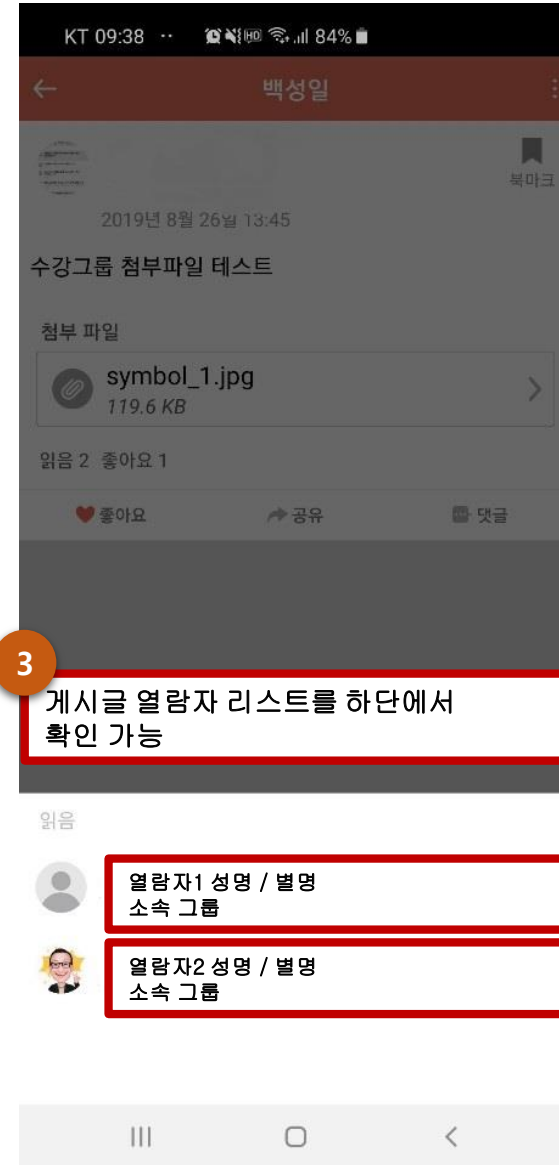 KT 09:38 ·· HD 84%
백성일
북마크
2019년 8월 26일 13:45
수강그룹 첨부파일 테스트
첨부 파일
symbol_1.jpg
119.6 KB
읽음 2 좋아요 1
좋아요 공유 댓글
3
게시글 열람자 리스트를 하단에서
확인 가능
읽음
열람자1 성명 / 별명
소속 그룹
열람자2 성명 / 별명
소속 그룹